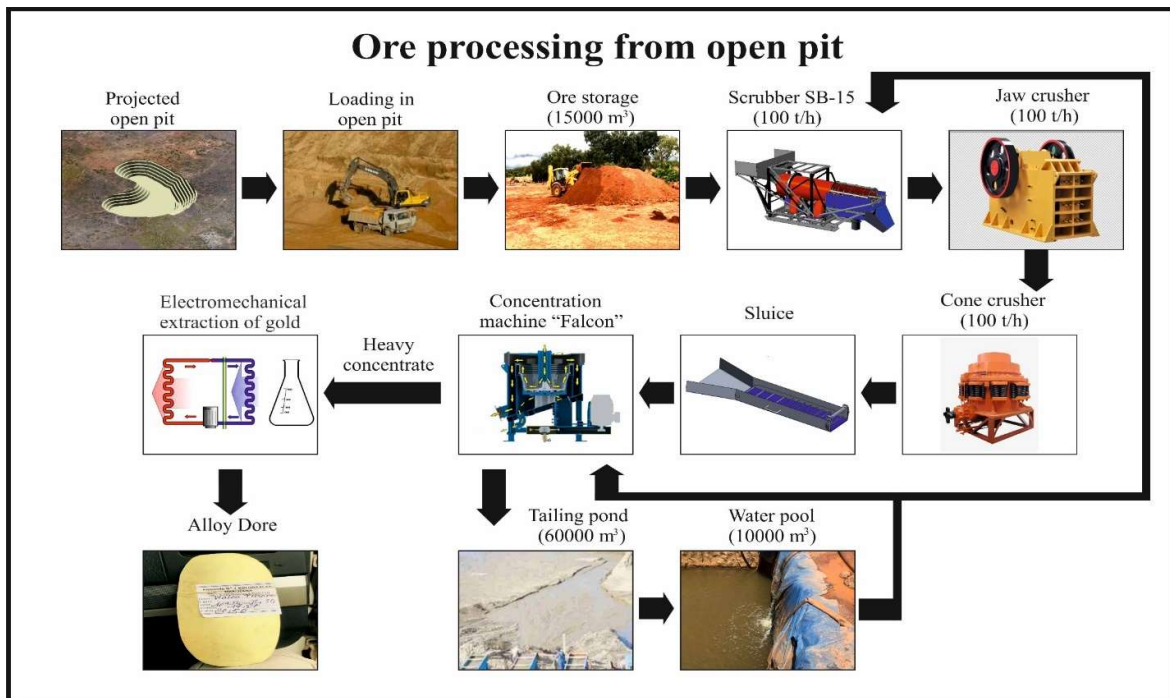 Ore processing from open pit
Projected
open pit
Loading in
open pit
Ore storage
(15000 m³)
Scrubber SB-15
(100 t/h)
Jaw crusher
(100 t/h)
Electromechanical
extraction of gold
Heavy
concentrate
Concentration
machine “Falcon”
Sluice
Cone crusher
(100 t/h)
Alloy Dore
Tailing pond
(60000 m³)
Water pool
(10000 m³)